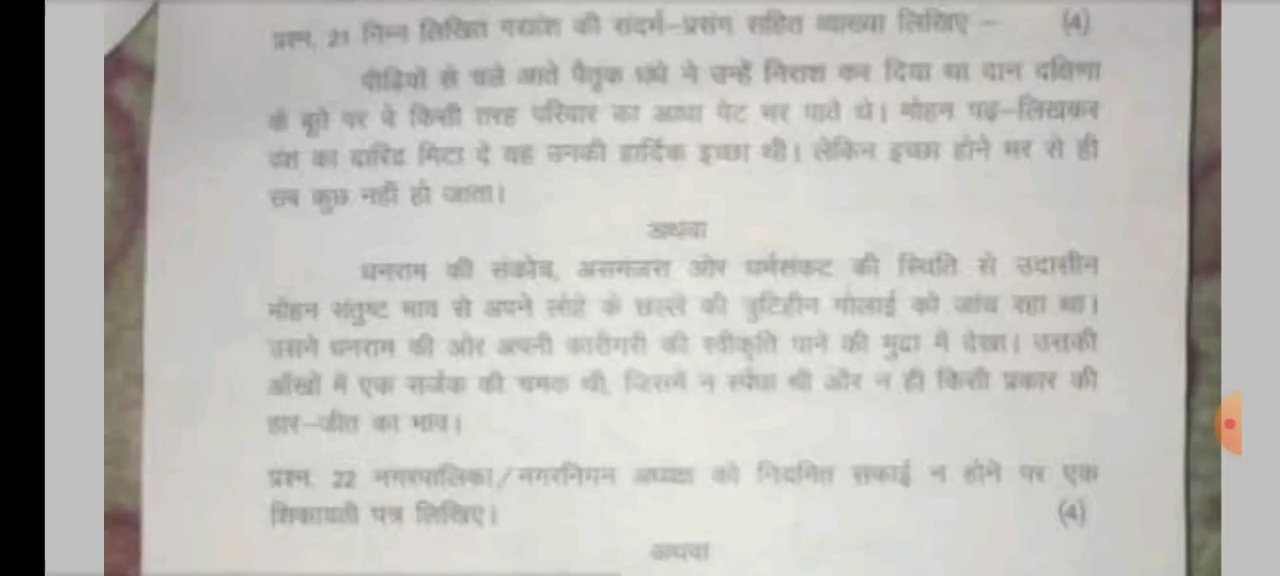 प्रश्न. 21 निम्न लिखित गद्यांश की संदर्भ–प्रसंग सहित व्याख्या लिखिए – (4)
पीढ़ियों से चले आते पैतृक धंधे ने उन्हें निराश कर दिया था दान दक्षिणा
के बूते पर वे किसी तरह परिवार का आधा पेट भर पाते थे। मोहन पढ़–लिखकर
वंश का दारिद्र मिटा दे यह उनकी हार्दिक इच्छा थी। लेकिन इच्छा होने भर से ही
सब कुछ नहीं हो जाता।
अथवा
धनराम की संकोच, असमंजस और धर्मसंकट की स्थिति से उदासीन
मोहन संतुष्ट भाव से अपने लोहे के छल्ले की त्रुटिहीन गोलाई को जांच रहा था।
उसने धनराम की ओर अपनी कारीगरी की स्वीकृति पाने की मुद्रा में देखा। उसकी
आँखों में एक सर्जक की चमक थी, जिसमें न स्पर्धा थी और न ही किसी प्रकार की
हार–जीत का भाव।
प्रश्न. 22 नगरपालिका/नगरनिगम अध्यक्ष को नियमित सफाई न होने पर एक
शिकायती पत्र लिखिए। (4)
अथवा